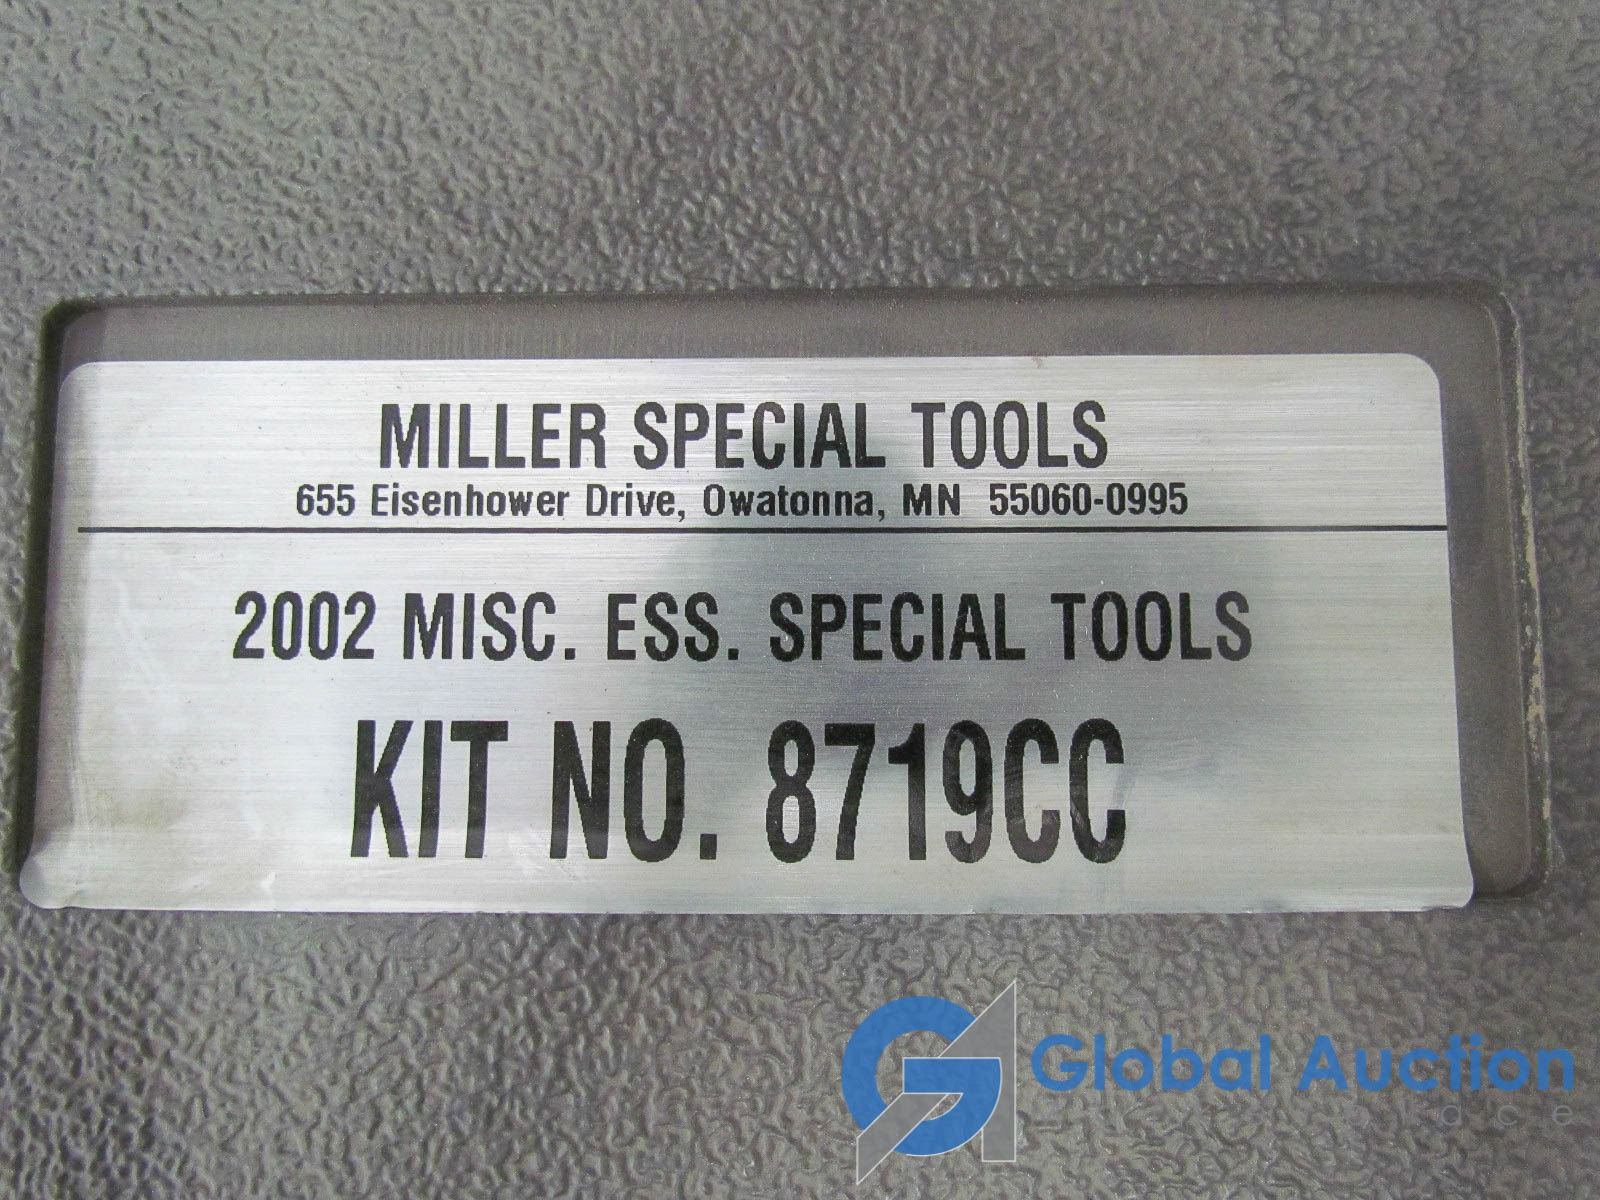 MILLER SPECIAL TOOLS
655 Eisenhower Drive, Owatonna, MN 55060-0995
2002 MISC. ESS. SPECIAL TOOLS
KIT NO. 8719CC
Global Auction